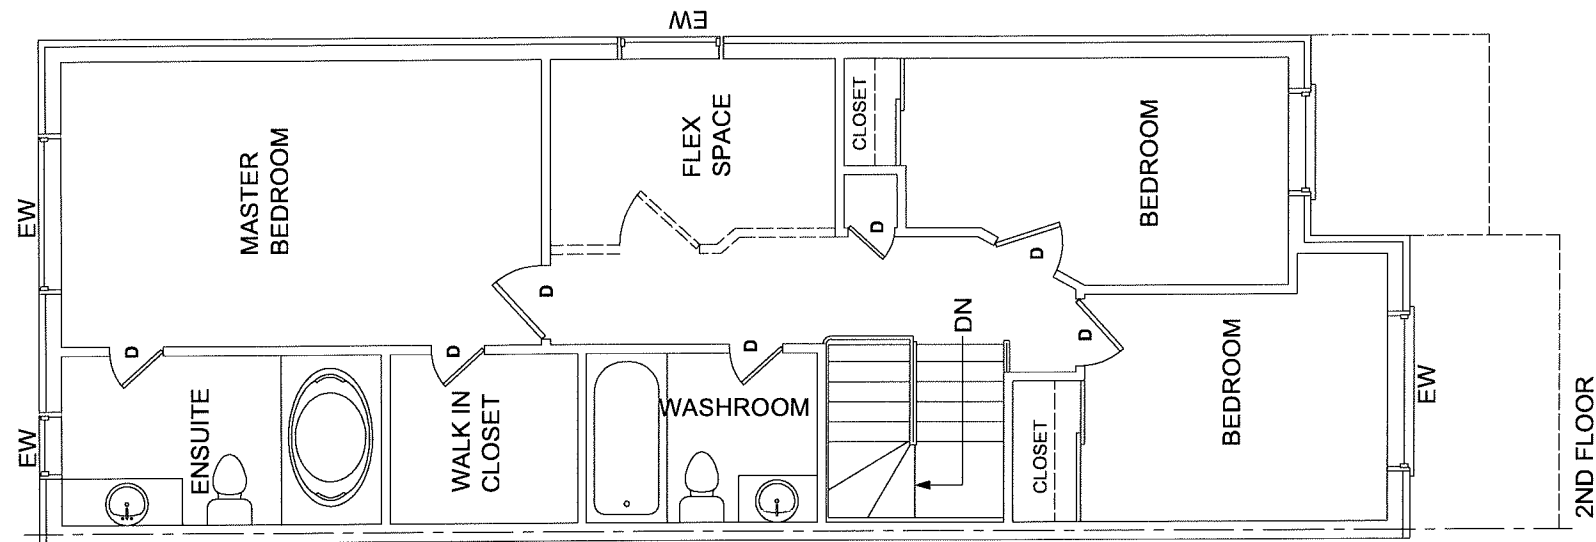 EW
EW
MASTER
BEDROOM
EW
D
FLEX
SPACE
CLOSET
D
BEDROOM
D
D
ENSUITE
EW
D
WALK IN
CLOSET
D
WASHROOM
DN
D
CLOSET
BEDROOM
EW
2ND FLOOR